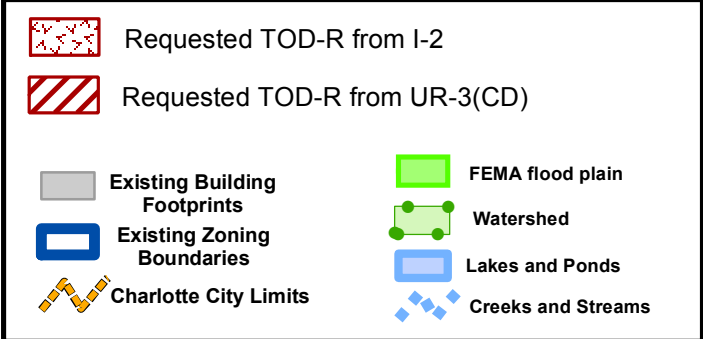 Requested TOD-R from I-2
Requested TOD-R from UR-3(CD)
Existing Building
Footprints
Existing Zoning
Boundaries
Charlotte City Limits
FEMA flood plain
Watershed
Lakes and Ponds
Creeks and Streams